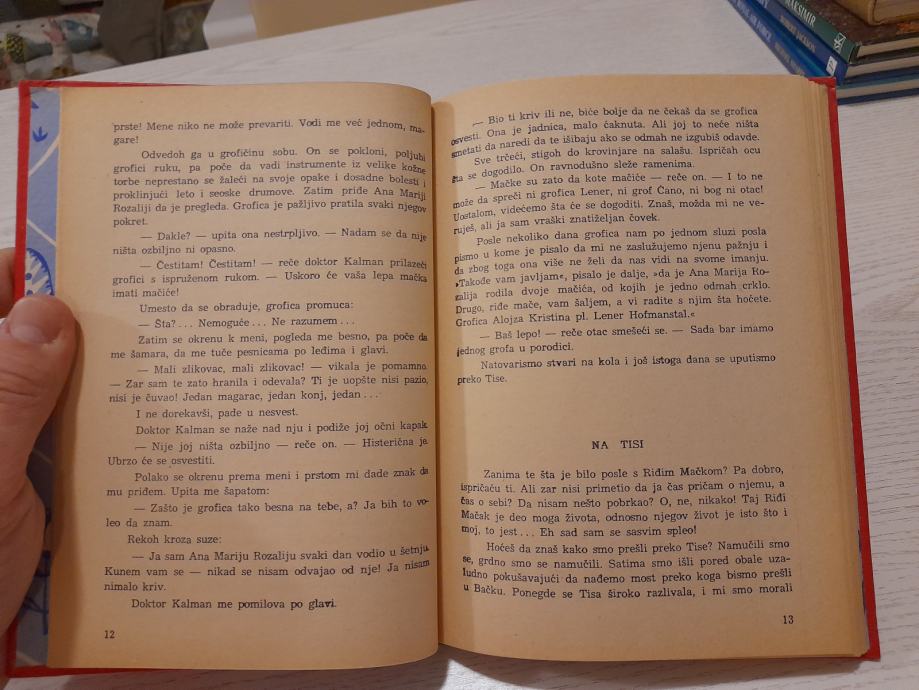 prste! Mene niko ne može prevariti. Vodi me već jednom, ma-
gare!
Odvedoh ga u grofičinu sobu. On se pokloni, poljubi
grofici ruku, pa poče da vadi instrumente iz velike kožne
torbe neprestano se žaleći na svoje opake i dosadne bolesti i
proklinjući leto i seoske drumove. Zatim priđe Ana Mariji
Rozaliji da je pregleda. Grofica je pažljivo pratila svaki njegov
pokret.
— Dakle? — upita ona nestrpljivo. — Nadam se da nije
ništa ozbiljno ni opasno.
— Čestitam! Čestitam! — reče doktor Kalman prilazeći
grofici s ispruženom rukom. — Uskoro će vaša lepa mačka
imati mačiće!
Umesto da se obraduje, grofica promuca:
— Šta?... Nemoguće... Ne razumem...
Zatim se okrenu k meni, pogleda me besno, pa poče da
me šamara, da me tuče pesnicama po leđima i glavi.
— Mali zlikovac, mali zlikovac! — vikala je pomamno.
— Zar sam te zato hranila i odevala? Ti je uopšte nisi pazio,
nisi je čuvao! Jedan magarac, jedan konj, jedan...
I ne dorekavši, pade u nesvest.
Doktor Kalman se naže nad nju i podiže joj očni kapak.
— Nije joj ništa ozbiljno — reče on. — Histerična je.
Ubrzo će se osvestiti.
Polako se okrenu prema meni i prstom mi dade znak da
mu priđem. Upita me šapatom:
— Zašto je grofica tako besna na tebe, a? Ja bih to vo-
leo da znam.
Rekoh kroza suze:
— Ja sam Ana Mariju Rozaliju svaki dan vodio u šetnju.
Kunem vam se — nikad se nisam odvajao od nje! Ja nisam
nimalo kriv.
Doktor Kalman me pomilova po glavi.
12
— Bio ti kriv ili ne, biće bolje da ne čekaš da se grofica
osvesti. Ona je jadnica, malo čaknuta. Ali joj to neće ništa
smetati da naredi da te išibaju ako se odmah ne izgubiš odavde.
Sve trčeći, stigoh do krovinjare na salašu. Ispričah ocu
šta se dogodilo. On ravnodušno sleže ramenima.
— Mačke su zato da kote mačiće — reče on. — I to ne
može da spreči ni grofica Lener, ni grof Čano, ni bog ni otac!
Uostalom, videćemo šta će se dogoditi. Znaš, možda mi ne ve-
ruješ, ali ja sam vraški znatiželjan čovek.
Posle nekoliko dana grofica nam po jednom sluzi posla
pismo u kome je pisalo da mi ne zaslužujemo njenu pažnju i
da zbog toga ona više ne želi da nas vidi na svome imanju.
»Takođe vam javljam«, pisalo je dalje, »da je Ana Marija Ro-
zalija rodila dvoje mačića, od kojih je jedno odmah crklo.
Drugo, riđe mače, vam šaljem, a vi radite s njim šta hoćete.
Grofica Alojza Kristina pl. Lener Hofmanstal.«
— Baš lepo! — reče otac smešeći se. — Sada bar imamo
jednog grofa u porodici.
Natovarismo stvari na kola i još istoga dana se uputismo
preko Tise.
NA TISI
Zanima te šta je bilo posle s Riđim Mačkom? Pa dobro,
ispričaću ti. Ali zar nisi primetio da ja čas pričam o njemu, a
čas o sebi? Da nisam nešto pobrkao? O, ne, nikako! Taj Riđi
Mačak je deo moga života, odnosno njegov život je isto što i
moj, to jest... Eh sad sam se sasvim spleo!
Hoćeš da znaš kako smo prešli preko Tise? Namučili smo
se, grdno smo se namučili. Satima smo išli pored obale uza-
ludno pokušavajući da nađemo most preko koga bismo prešli
u Bačku. Ponegde se Tisa široko razlivala, i mi smo morali
13